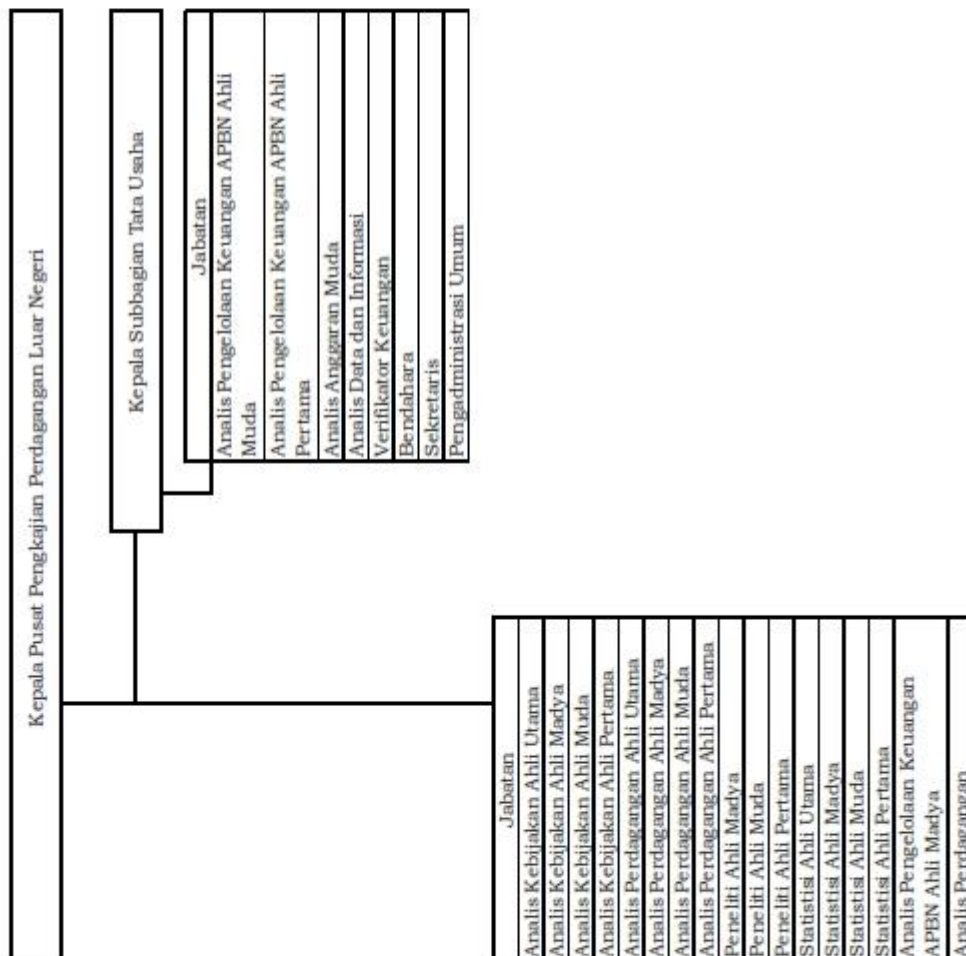 Kepala Pusat Pengkajian Perdagangan Luar Negeri
Kepala Subbagian Tata Usaha
Jabatan
Analis Pengelolaan Keuangan APBN Ahli
Muda
Analis Pengelolaan Keuangan APBN Ahli
Pertama
Analis Anggaran Muda
Analis Data dan Informasi
Verifikator Keuangan
Bendahara
Sekretaris
Pengadministrasi Umum
Jabatan
Analis Kebijakan Ahli Utama
Analis Kebijakan Ahli Madya
Analis Kebijakan Ahli Muda
Analis Kebijakan Ahli Pertama
Analis Perdagangan Ahli Utama
Analis Perdagangan Ahli Madya
Analis Perdagangan Ahli Muda
Analis Perdagangan Ahli Pertama
Peneliti Ahli Madya
Peneliti Ahli Muda
Peneliti Ahli Pertama
Statistisi Ahli Utama
Statistisi Ahli Madya
Statistisi Ahli Muda
Statistisi Ahli Pertama
Analis Pengelolaan Keuangan
APBN Ahli Madya
Analis Perdagangan